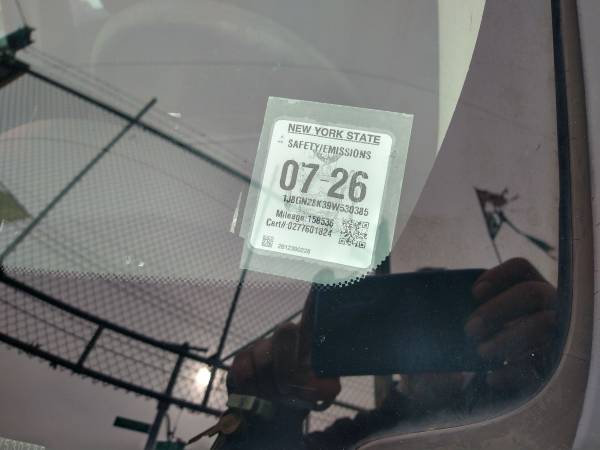 NEW YORK STATE
SAFETY/EMISSIONS
07-26
1J8GN28K39W530385
Mileage:158536
Cert#:0277601824